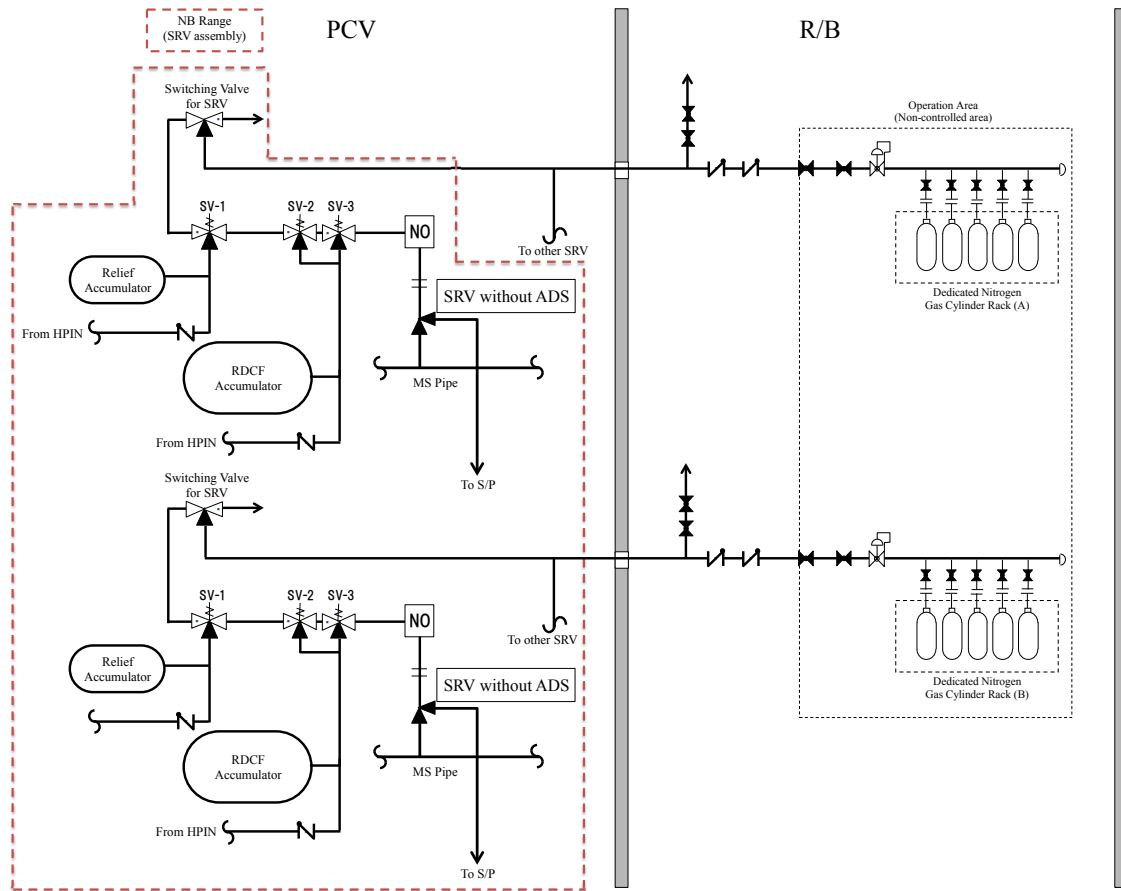 NB Range
(SRV assembly)
PCV
R/B
Switching Valve
for SRV
Operation Area
(Non-controlled area)
SV-1
SV-2
SV-3
NO
To other SRV
Relief
Accumulator
SRV without ADS
Dedicated Nitrogen
Gas Cylinder Rack (A)
From HPIN
RDCF
Accumulator
MS Pipe
From HPIN
To S/P
Switching Valve
for SRV
SV-1
SV-2
SV-3
NO
To other SRV
Relief
Accumulator
SRV without ADS
Dedicated Nitrogen
Gas Cylinder Rack (B)
RDCF
Accumulator
MS Pipe
From HPIN
To S/P